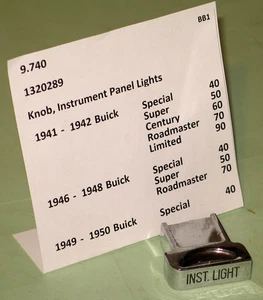 BB1
9.740
1320289
Knob, Instrument Panel Lights
1941 - 1942 Buick Special 40
Super 50
Century 60
Roadmaster 70
Limited 90
1946 - 1948 Buick Special 40
Super 50
Roadmaster 70
1949 - 1950 Buick Special 40
INST. LIGHT